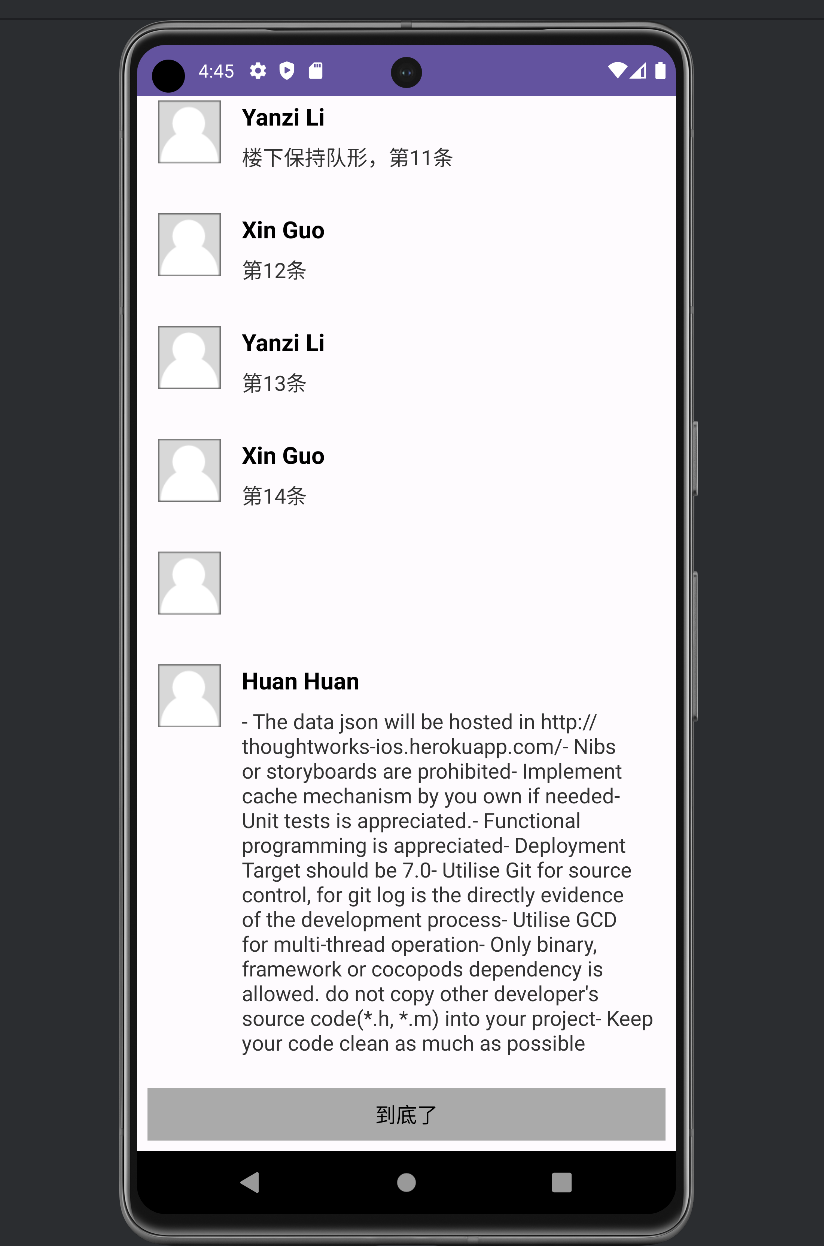 4:45
Yanzi Li
楼下保持队形，第11条
Xin Guo
第12条
Yanzi Li
第13条
Xin Guo
第14条
Huan Huan
- The data json will be hosted in http://
thoughtworks-ios.herokuapp.com/- Nibs
or storyboards are prohibited- Implement
cache mechanism by you own if needed-
Unit tests is appreciated.- Functional
programming is appreciated- Deployment
Target should be 7.0- Utilise Git for source
control, for git log is the directly evidence
of the development process- Utilise GCD
for multi-thread operation- Only binary,
framework or cocopods dependency is
allowed. do not copy other developer's
source code(*.h, *.m) into your project- Keep
your code clean as much as possible
到底了